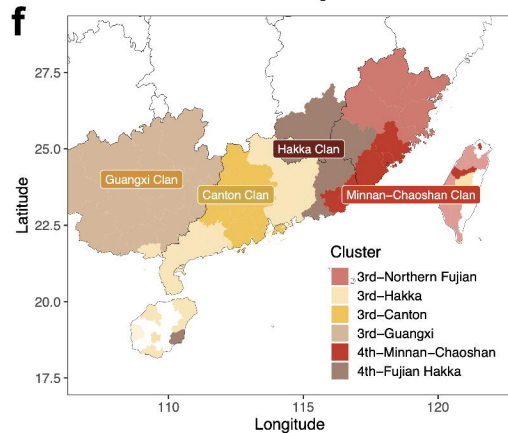 f
27.5
25.0
22.5
20.0
17.5
Latitude
Guangxi Clan
Canton Clan
Hakka Clan
Minnan-Chaoshan Clan
Cluster
3rd-Northern Fujian
3rd-Hakka
3rd-Canton
3rd-Guangxi
4th-Minnan-Chaoshan
4th-Fujian Hakka
110
115
120
Longitude